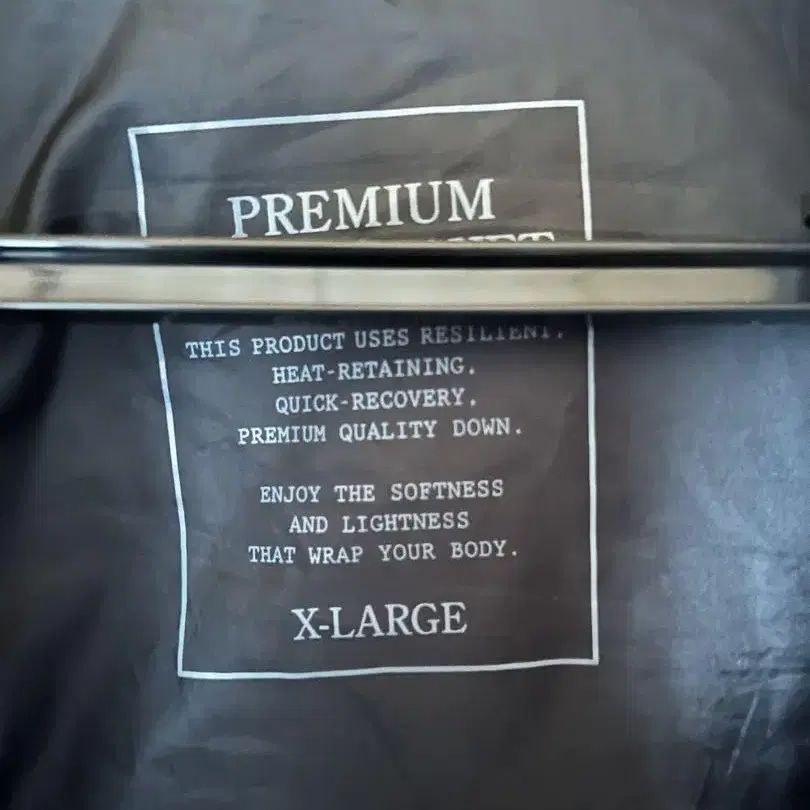 PREMIUM
THIS PRODUCT USES RESILIENT.
HEAT-RETAINING.
QUICK-RECOVERY.
PREMIUM QUALITY DOWN.
ENJOY THE SOFTNESS
AND LIGHTNESS
THAT WRAP YOUR BODY.
X-LARGE